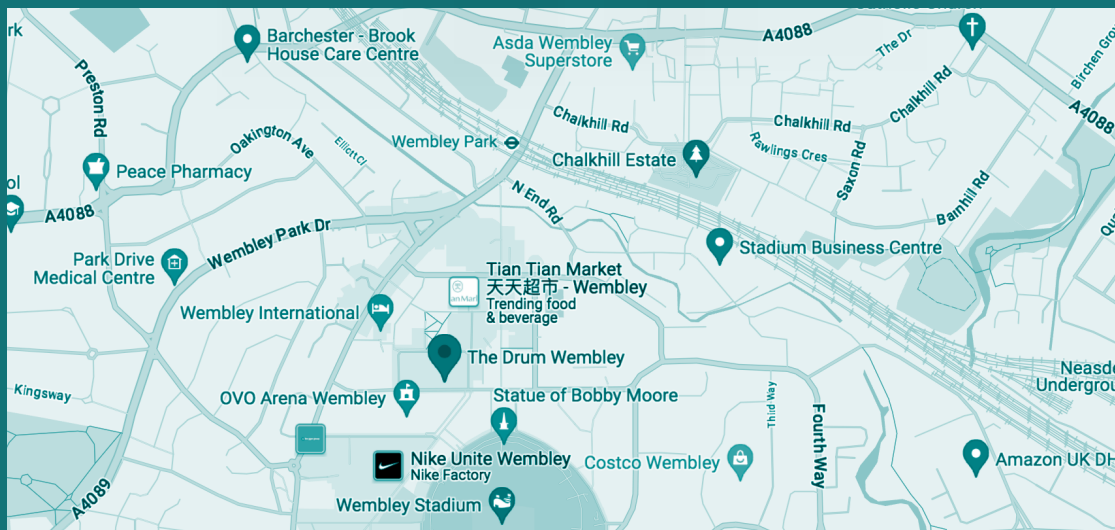 rk
Barchester - Brook
House Care Centre
Asda Wembley
Superstore
A4088
The Dr
Birchen Gro
Preston Rd
Chalkhill Rd
A4088
Oakington Ave
Elliott Cl
Wembley Park
Chalkhill Rd
Chalkhill Rd
Rawlings Cres
Chalkhill Estate
Saxon Rd
Peace Pharmacy
ol
A4088
N End Rd
Barnhill Rd
Qua
Wembley Park Dr
Park Drive
Medical Centre
Stadium Business Centre
Tian Tian Market
天天超市 - Wembley
Trending food
& beverage
天
an Mark
Wembley International
The Drum Wembley
Neasde
Undergrou
Kingsway
OVO Arena Wembley
Statue of Bobby Moore
Third Way
Fourth Way
Nike Unite Wembley
Nike Factory
Costco Wembley
Amazon UK DH
A4089
Wembley Stadium